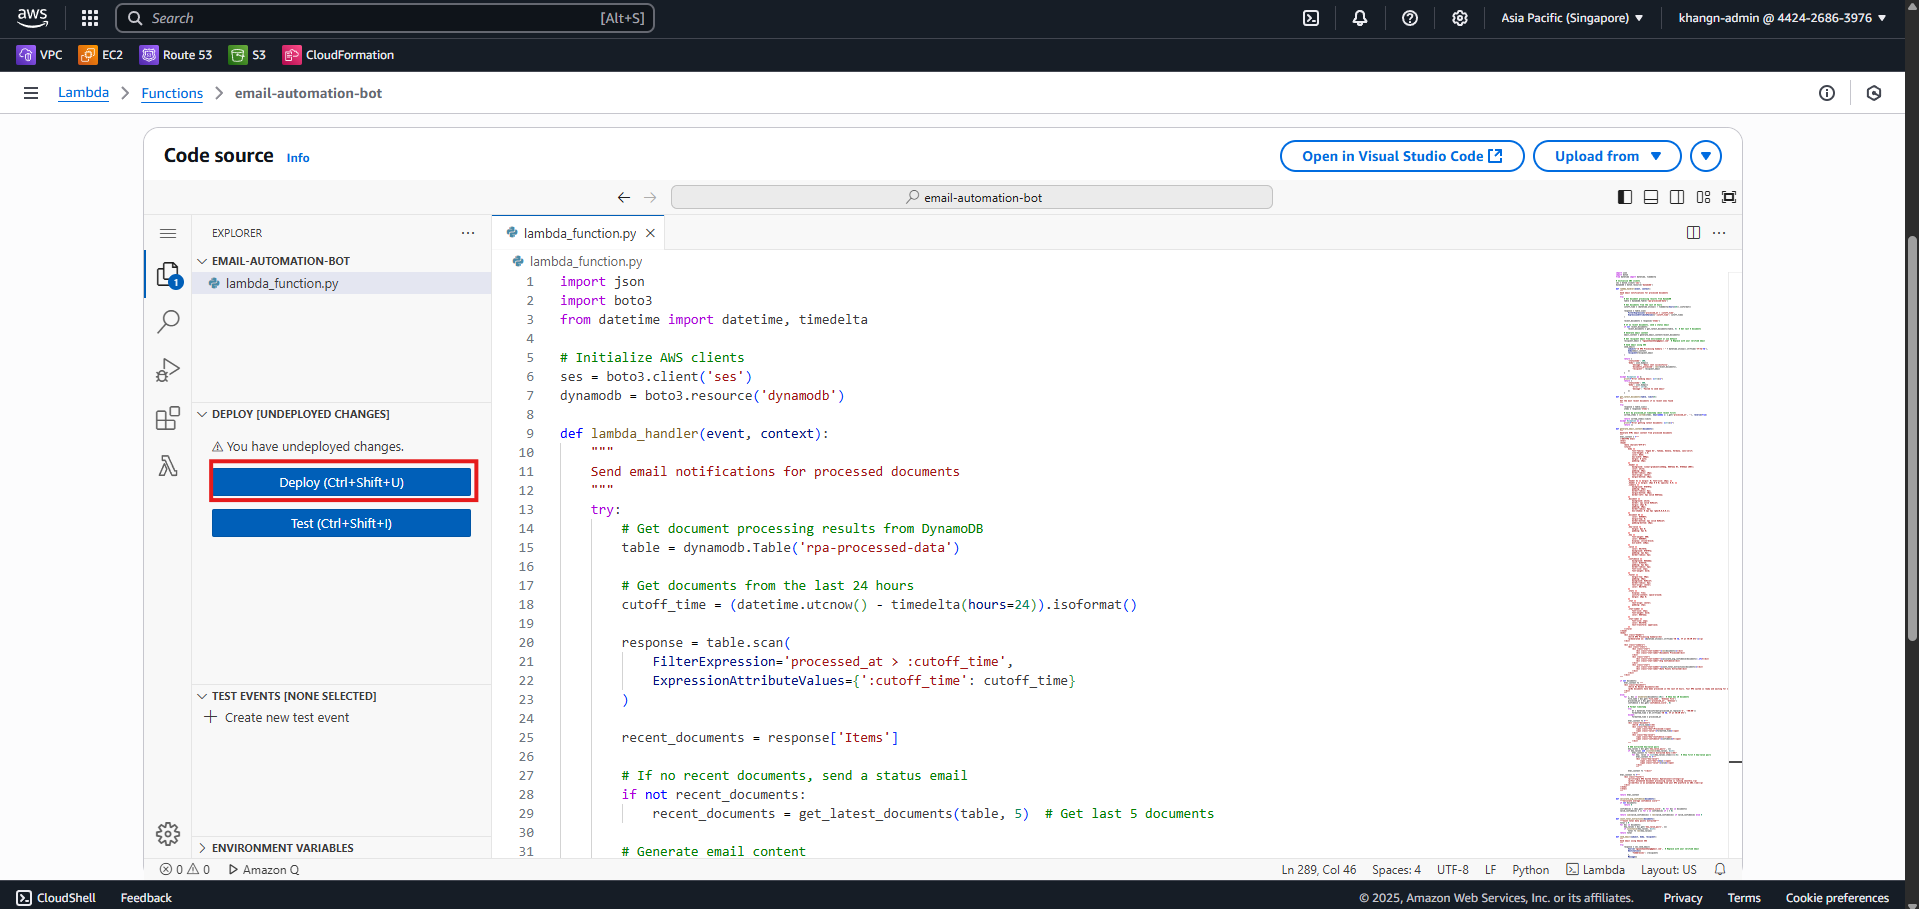 aws
Search
[Alt+S]
Asia Pacific (Singapore)
khangn-admin @ 4424-2686-3976
VPC
EC2
Route 53
S3
CloudFormation
Lambda
Functions
email-automation-bot
Code source
Info
Open in Visual Studio Code
Upload from
email-automation-bot
EXPLORER
EMAIL-AUTOMATION-BOT
lambda_function.py
1
DEPLOY [UNDEPLOYED CHANGES]
You have undeployed changes.
Deploy (Ctrl+Shift+U)
Test (Ctrl+Shift+I)
TEST EVENTS [NONE SELECTED]
Create new test event
ENVIRONMENT VARIABLES
lambda_function.py
lambda_function.py
1 import json
2 import boto3
3 from datetime import datetime, timedelta
4
5 # Initialize AWS clients
6 ses = boto3.client('ses')
7 dynamodb = boto3.resource('dynamodb')
8
9 def lambda_handler(event, context):
10 """
11 Send email notifications for processed documents
12 """
13 try:
14 # Get document processing results from DynamoDB
15 table = dynamodb.Table('rpa-processed-data')
16
17 # Get documents from the last 24 hours
18 cutoff_time = (datetime.utcnow() - timedelta(hours=24)).isoformat()
19
20 response = table.scan(
21 FilterExpression='processed_at > :cutoff_time',
22 ExpressionAttributeValues={':cutoff_time': cutoff_time}
23 )
24
25 recent_documents = response['Items']
26
27 # If no recent documents, send a status email
28 if not recent_documents:
29 recent_documents = get_latest_documents(table, 5)  # Get last 5 documents
30
31 # Generate email content
0 0
Amazon Q
Ln 289, Col 46
Spaces: 4
UTF-8
LF
Python
Lambda
Layout: US
CloudShell
Feedback
© 2025, Amazon Web Services, Inc. or its affiliates.
Privacy
Terms
Cookie preferences